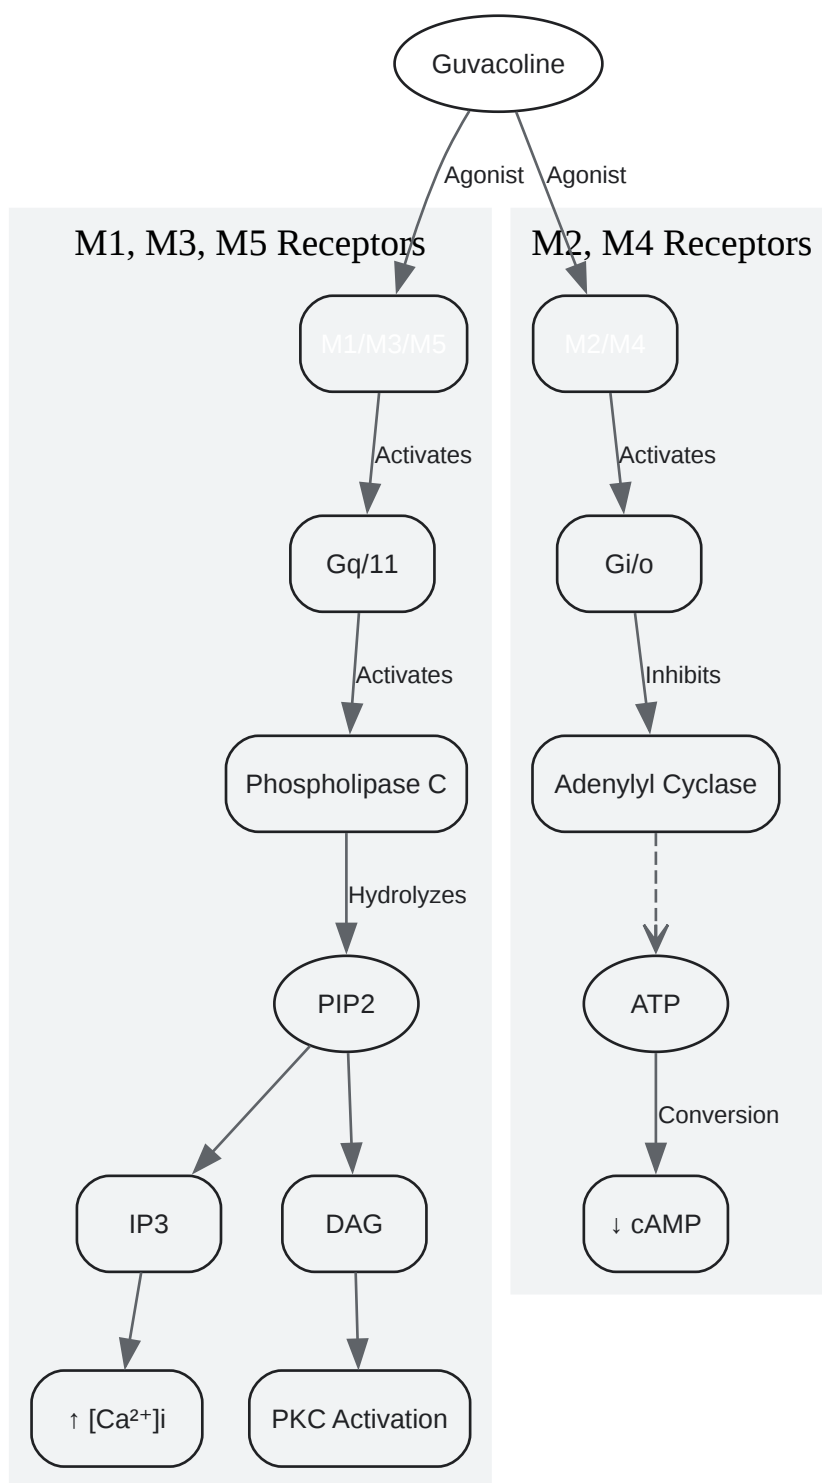 Guvacoline
Agonist
Agonist
M1, M3, M5 Receptors
M2, M4 Receptors
M1/M3/M5
M2/M4
Activates
Activates
Gq/11
Gi/o
Activates
Inhibits
Phospholipase C
Adenylyl Cyclase
Hydrolyzes
PIP2
ATP
Conversion
IP3
DAG
↓ cAMP
↑ [Ca²⁺]i
PKC Activation